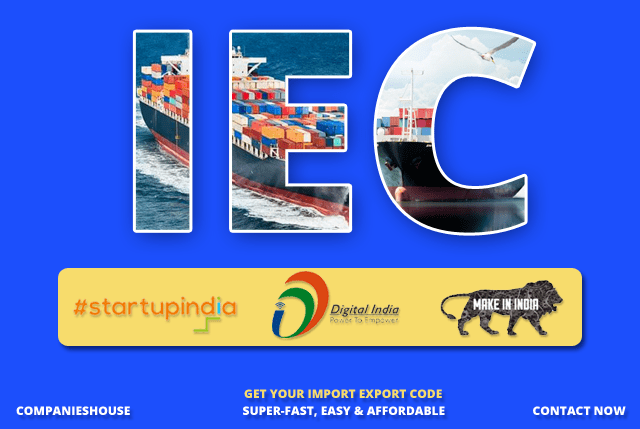 IEC
#startupindia
Digital India
Power To Empower
MAKE IN INDIA
GET YOUR IMPORT EXPORT CODE
COMPANIESHOUSE
SUPER-FAST, EASY & AFFORDABLE
CONTACT NOW